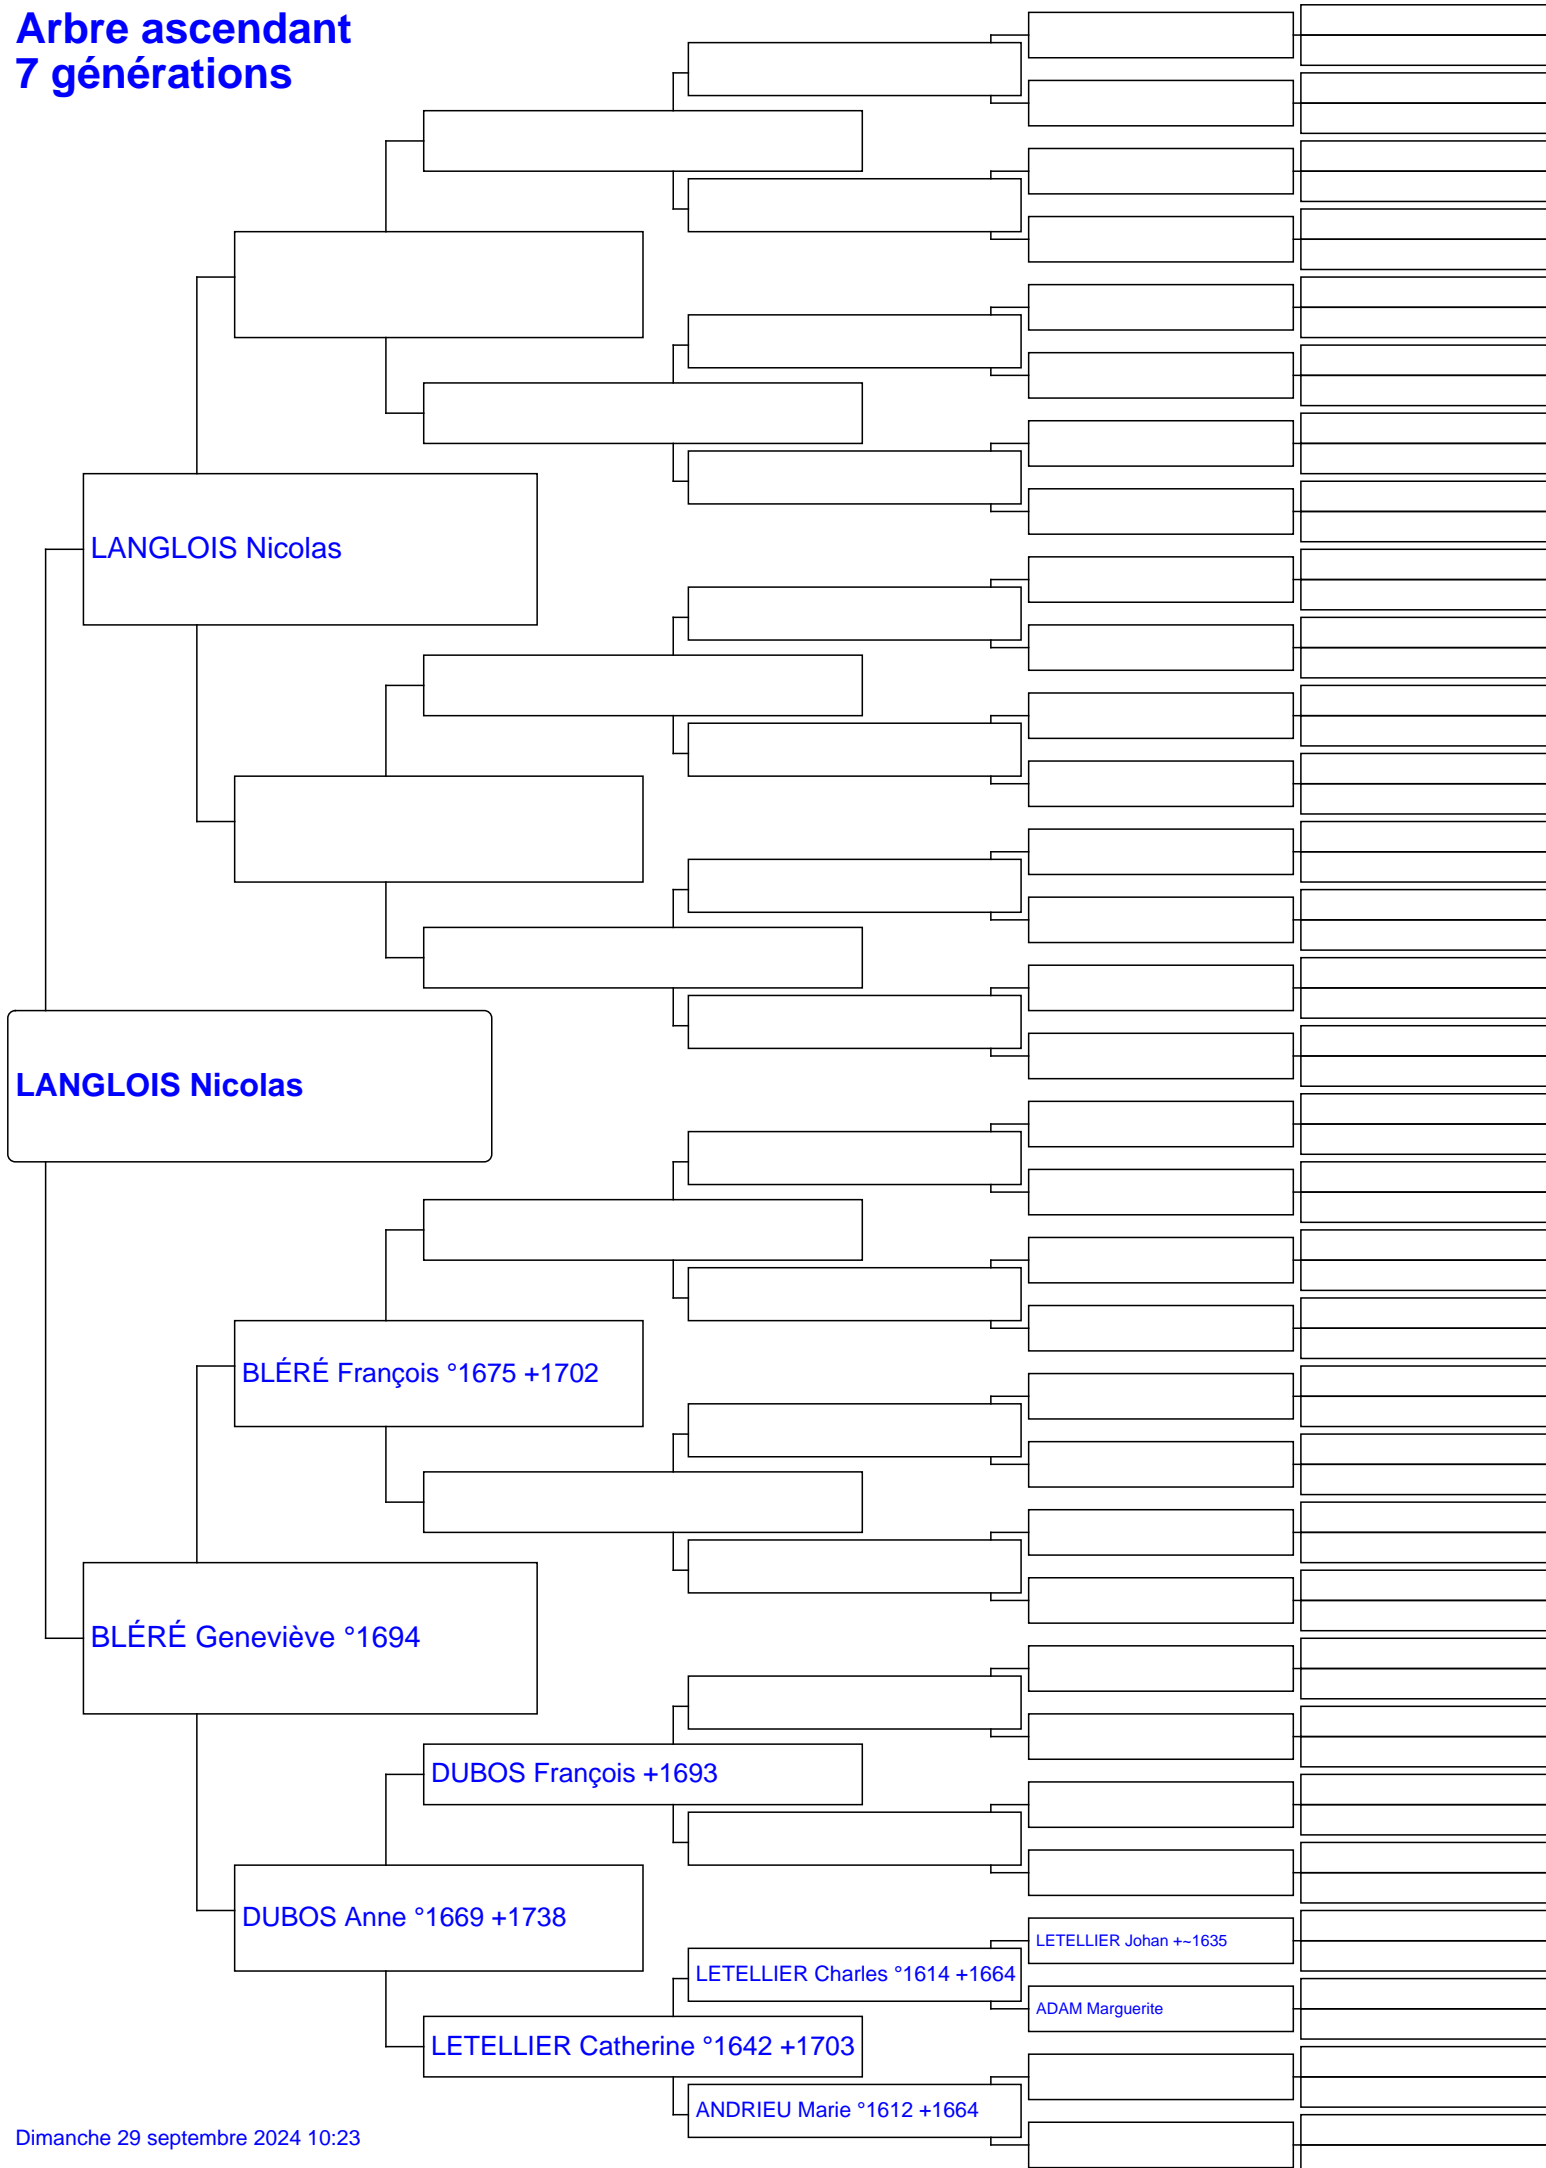 Arbre ascendant
7 générations
LANGLOIS Nicolas
LANGLOIS Nicolas
BLÉRÉ François °1675 +1702
BLÉRÉ Geneviève °1694
DUBOS François +1693
DUBOS Anne °1669 +1738
LETELLIER Johan +~1635
LETELLIER Charles °1614 +1664
ADAM Marguerite
LETELLIER Catherine °1642 +1703
ANDRIEU Marie °1612 +1664
Dimanche 29 septembre 2024 10:23